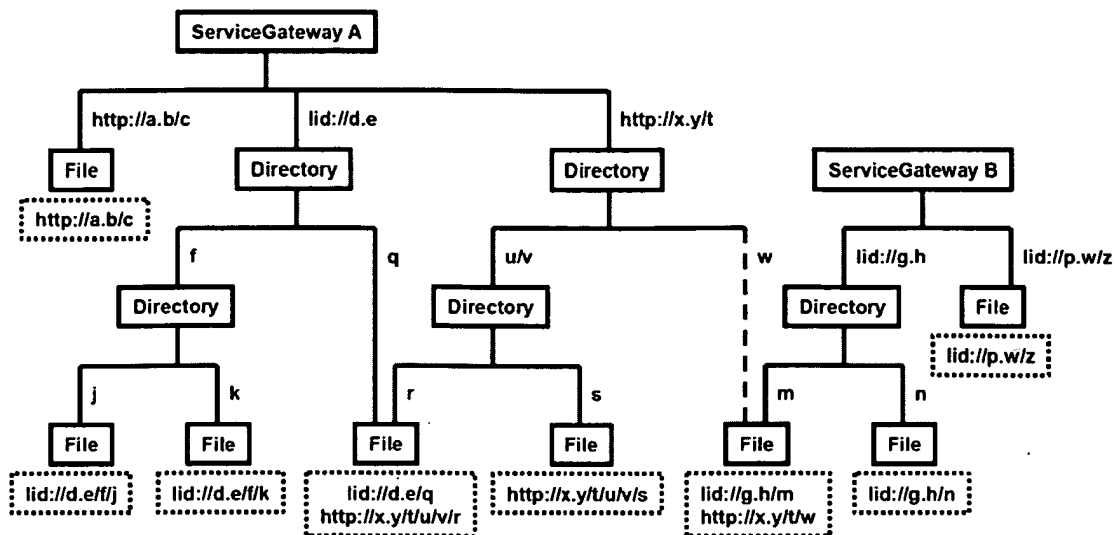 ServiceGateway A
http://a.b/c
lid://d.e
http://x.y/t
File
Directory
Directory
ServiceGateway B
http://a.b/c
f
q
u/v
w
lid://g.h
lid://p.w/z
Directory
Directory
Directory
File
lid://p.w/z
j
k
r
s
m
n
File
File
File
File
File
File
lid://d.e/f/j
lid://d.e/f/k
lid://d.e/q
http://x.y/t/u/v/r
http://x.y/t/u/v/s
lid://g.h/m
http://x.y/t/w
lid://g.h/n